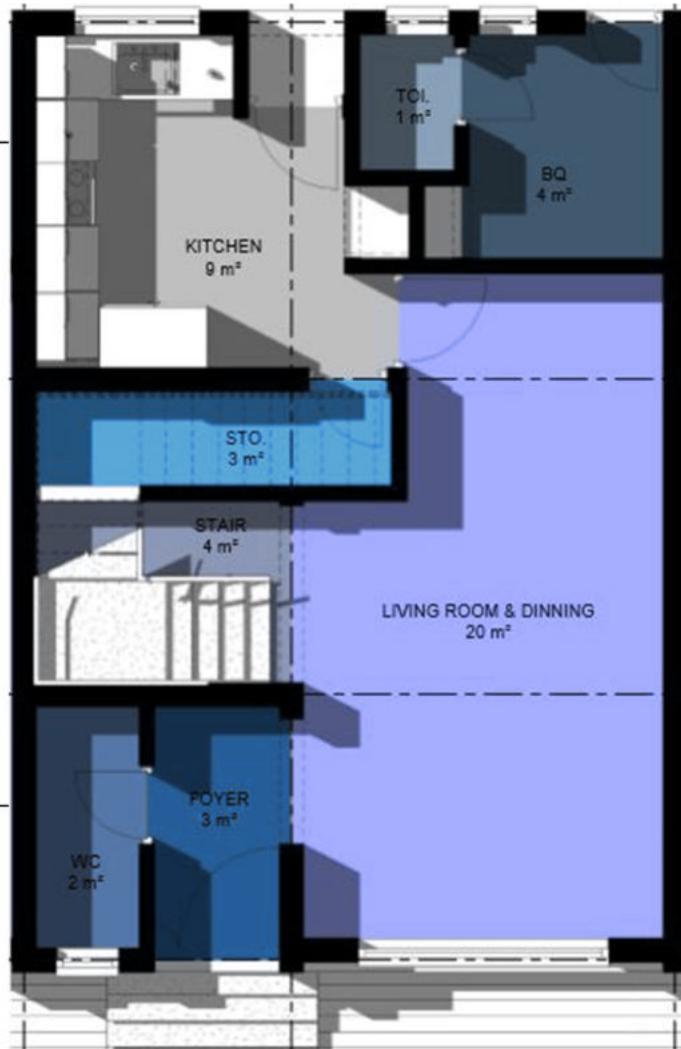 TOI.
1 m²
BQ
4 m²
KITCHEN
9 m²
STO.
3 m²
STAIR
4 m²
LIVING ROOM & DINNING
20 m²
FOYER
3 m²
WC
2 m²